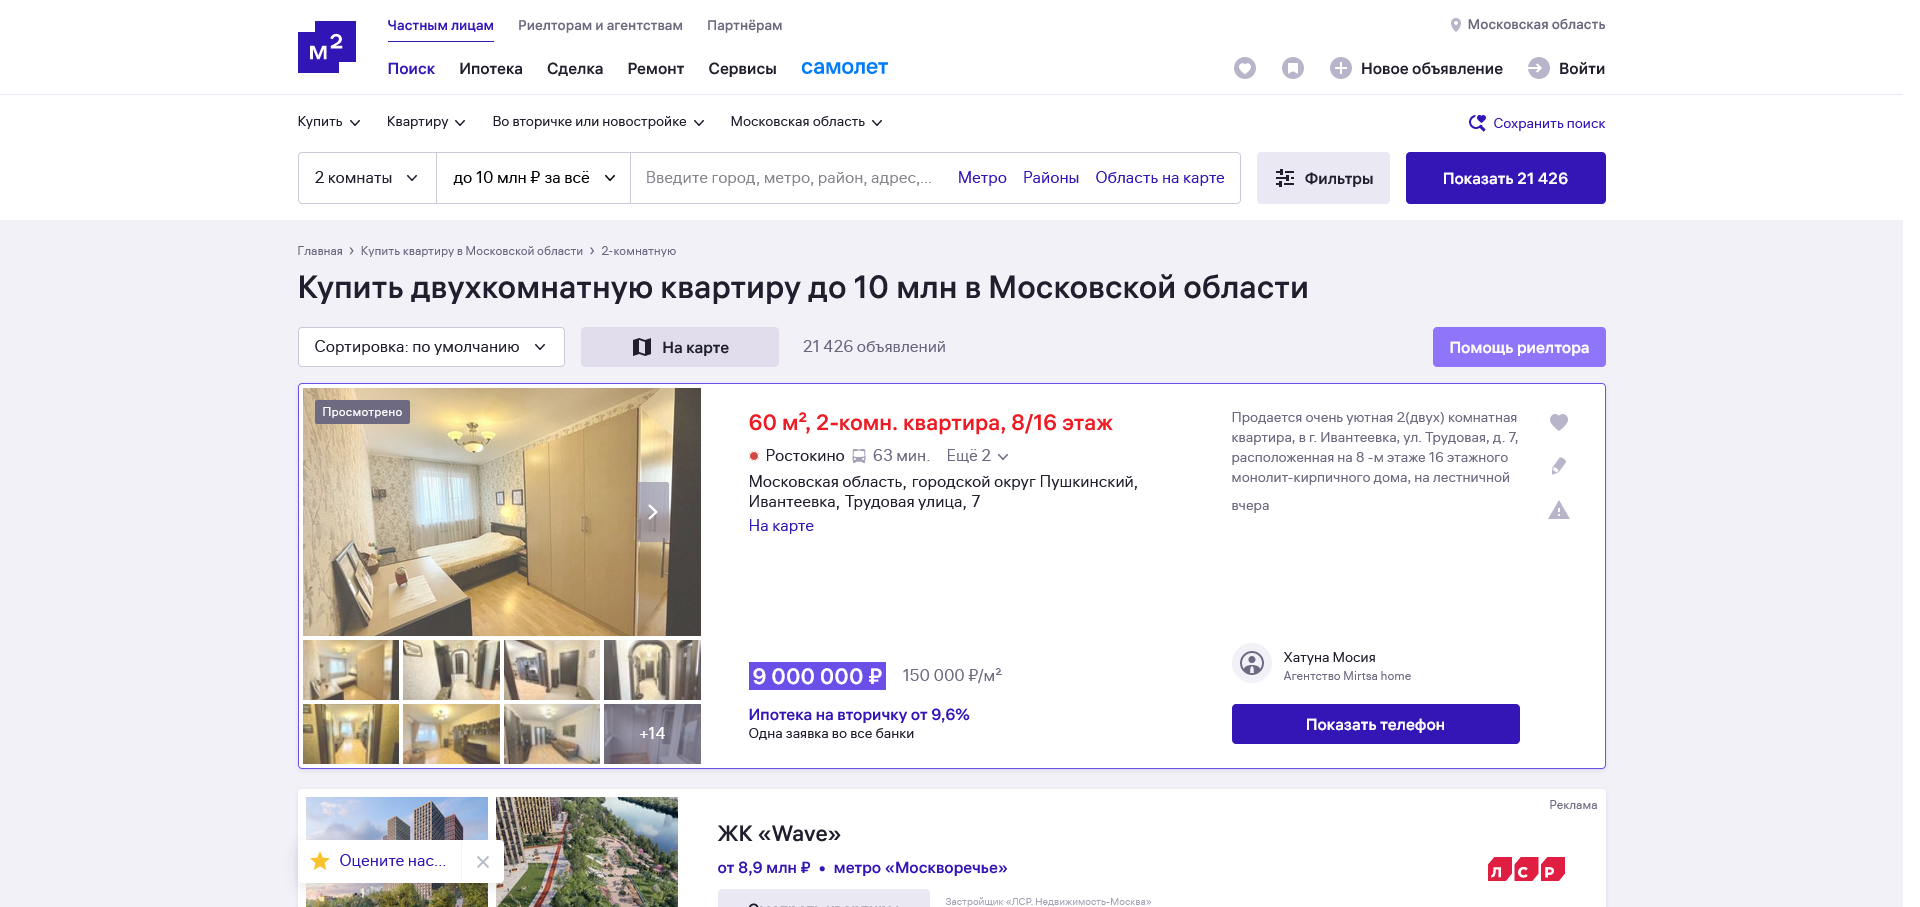 м²
Частным лицам
Риелторам и агентствам
Партнёрам
Московская область
Поиск
Ипотека
Сделка
Ремонт
Сервисы
самолет
Новое объявление
Войти
Купить
Квартиру
Во вторичке или новостройке
Московская область
Сохранить поиск
2 комнаты
до 10 млн ₽ за всё
Введите город, метро, район, адрес,...
Метро
Районы
Область на карте
Фильтры
Показать 21 426
Главная › Купить квартиру в Московской области › 2-комнатную
Купить двухкомнатную квартиру до 10 млн в Московской области
Сортировка: по умолчанию
На карте
21 426 объявлений
Помощь риелтора
Просмотрено
+14
60 м², 2-комн. квартира, 8/16 этаж
Ростокино 63 мин. Ещё 2
Московская область, городской округ Пушкинский,
Ивантеевка, Трудовая улица, 7
На карте
9 000 000 ₽ 150 000 ₽/м²
Ипотека на вторичку от 9,6%
Одна заявка во все банки
Продается очень уютная 2(двух) комнатная
квартира, в г. Ивантеевка, ул. Трудовая, д. 7,
расположенная на 8 -м этаже 16 этажного
монолит-кирпичного дома, на лестничной
вчера
Хатуна Мосия
Агентство Mirtsa home
Показать телефон
Реклама
ЖК «Wave»
от 8,9 млн ₽ • метро «Москворечье»
ЛСР
Застройщик «ЛСР. Недвижимость-Москва»
Оцените нас...